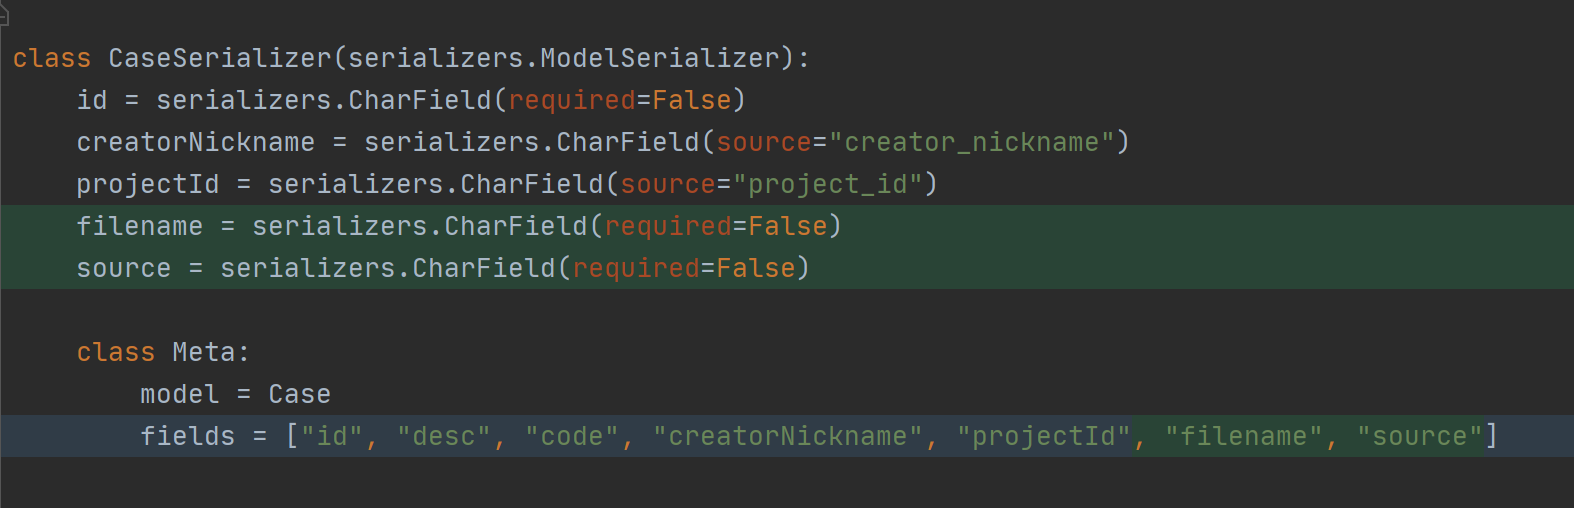 class CaseSerializer(serializers.ModelSerializer):
    id = serializers.CharField(required=False)
    creatorNickname = serializers.CharField(source="creator_nickname")
    projectId = serializers.CharField(source="project_id")
    filename = serializers.CharField(required=False)
    source = serializers.CharField(required=False)
    class Meta:
        model = Case
        fields = ["id", "desc", "code", "creatorNickname", "projectId", "filename", "source"]